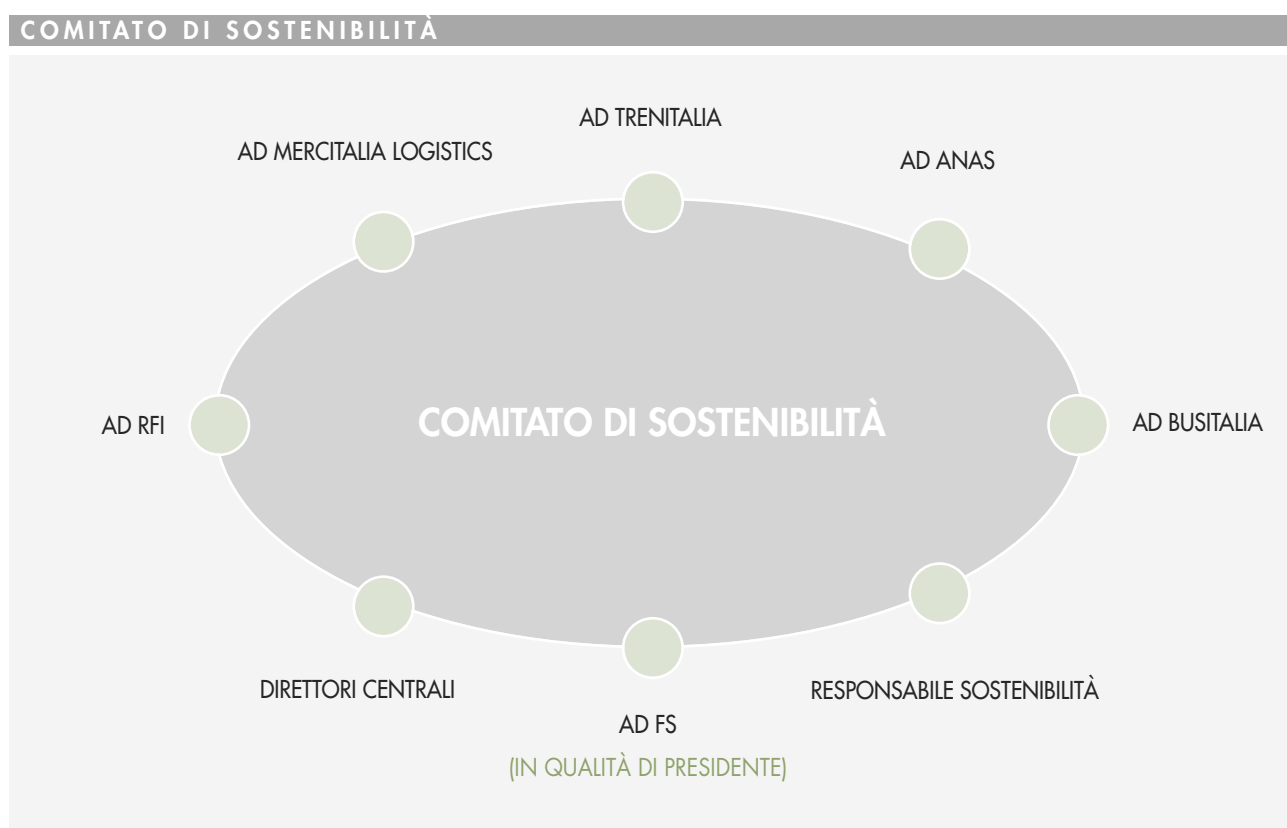 COMITATO DI SOSTENIBILITÀ
AD TRENITALIA
AD MERCITALIA LOGISTICS
AD ANAS
AD RFI
COMITATO DI SOSTENIBILITÀ
AD BUSITALIA
DIRETTORI CENTRALI
RESPONSABILE SOSTENIBILITÀ
AD FS
(IN QUALITÀ DI PRESIDENTE)